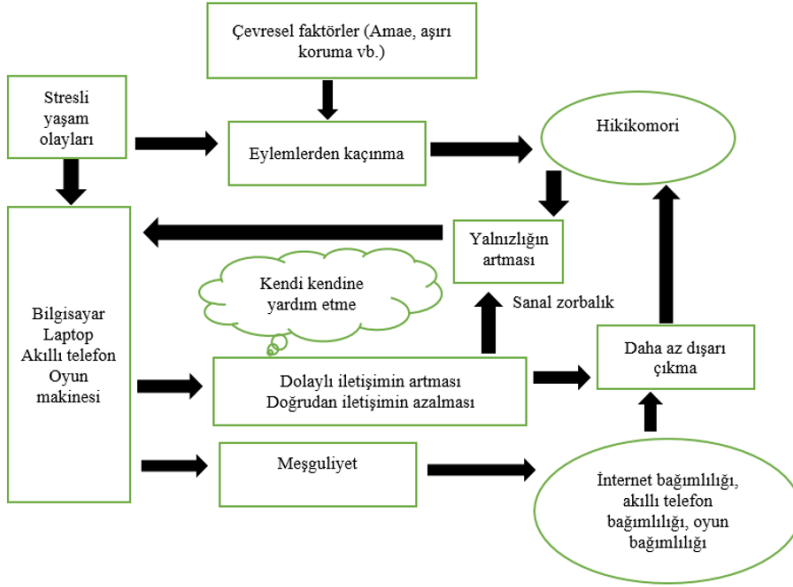 Çevresel faktörler (Amae, aşırı
koruma vb.)
Stresli
yaşam
olayları
Eylemlerden kaçınma
Hikikomori
Yalnızlığın
artması
Kendi kendine
yardım etme
Sanal zorbalık
Bilgisayar
Laptop
Akıllı telefon
Oyun
makinesi
Dolaylı iletişimin artması
Doğrudan iletişimin azalması
Daha az dışarı
çıkma
Meşguliyet
İnternet bağımlılığı,
akıllı telefon
bağımlılığı, oyun
bağımlılığı